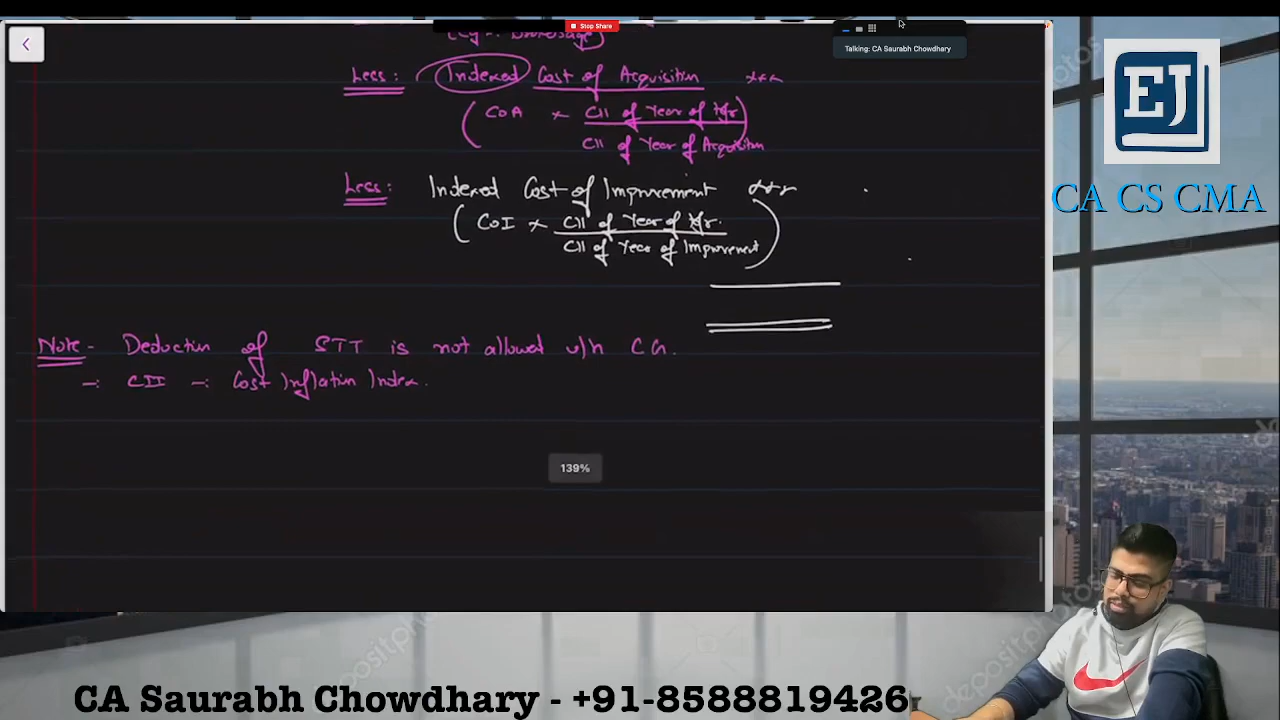 Stop Share
Talking: CA Saurabh Chowdhary
(eg:- Brokerage)
Less: Indexed Cost of Acquisition ***
(COA × CII of Year of tfr)
CII of Year of Acquisition
Less: Indexed Cost of Improvement ***
(COI × CII of Year of tfr.)
CII of Year of Improvement
Note - Deduction of STT is not allowed u/h CG.
-: CII -: Cost Inflation Index.
139%
EJ
CA CS CMA
depositphotos
CA Saurabh Chowdhary - +91-8588819426